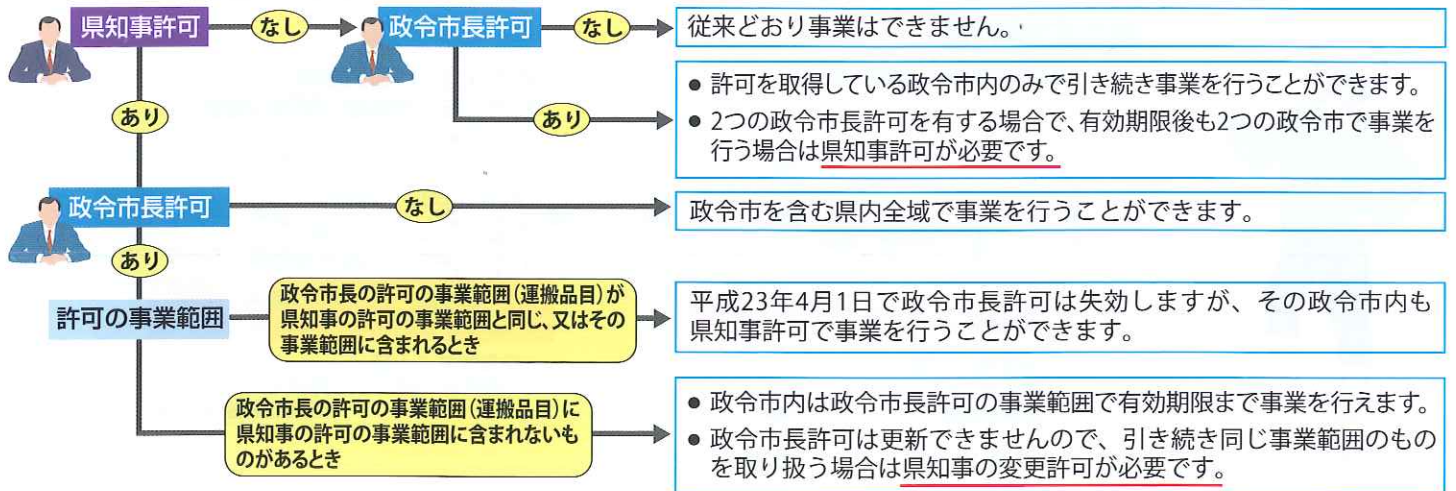 県知事許可
なし
政令市長許可
なし
従来どおり事業はできません。
あり
あり
● 許可を取得している政令市内のみで引き続き事業を行うことができます。
● 2つの政令市長許可を有する場合で、有効期限後も2つの政令市で事業を
行う場合は県知事許可が必要です。
政令市長許可
なし
政令市を含む県内全域で事業を行うことができます。
あり
許可の事業範囲
政令市長の許可の事業範囲(運搬品目)が
県知事の許可の事業範囲と同じ、又はその
事業範囲に含まれるとき
平成23年4月1日で政令市長許可は失効しますが、その政令市内も
県知事許可で事業を行うことができます。
政令市長の許可の事業範囲(運搬品目)に
県知事の許可の事業範囲に含まれないも
のがあるとき
● 政令市内は政令市長許可の事業範囲で有効期限まで事業を行えます。
● 政令市長許可は更新できませんので、引き続き同じ事業範囲のもの
を取り扱う場合は県知事の変更許可が必要です。